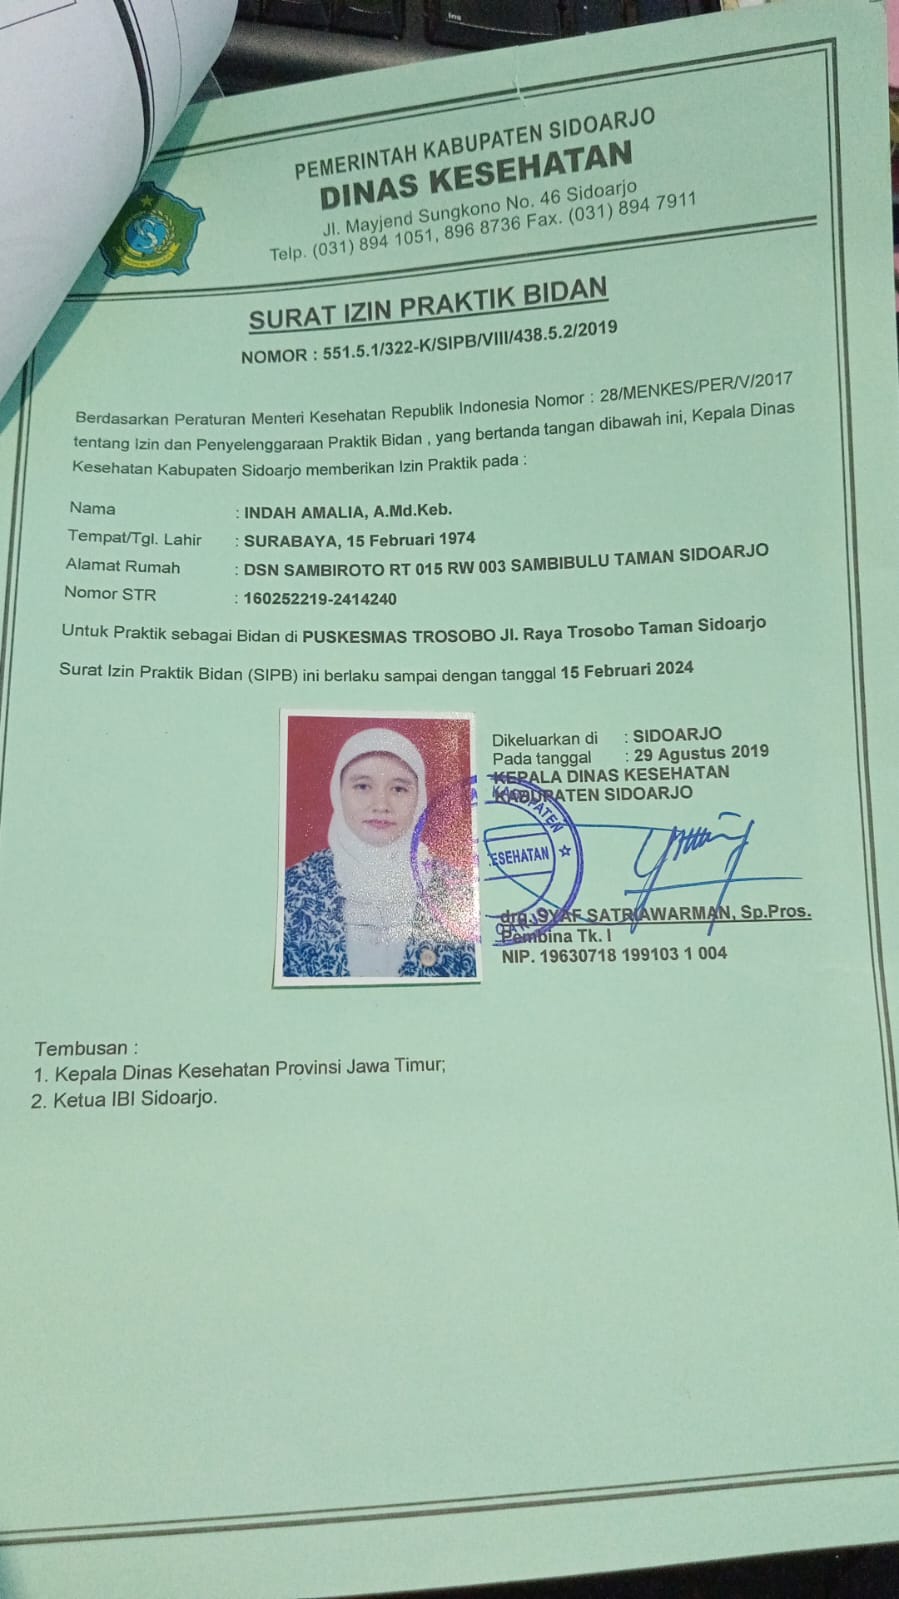 PEMERINTAH KABUPATEN SIDOARJO
DINAS KESEHATAN
Jl. Mayjend Sungkono No. 46 Sidoarjo
Telp. (031) 894 1051, 896 8736 Fax. (031) 894 7911
SURAT IZIN PRAKTIK BIDAN
NOMOR : 551.5.1/322-K/SIPB/VIII/438.5.2/2019
Berdasarkan Peraturan Menteri Kesehatan Republik Indonesia Nomor : 28/MENKES/PER/V/2017
tentang Izin dan Penyelenggaraan Praktik Bidan , yang bertanda tangan dibawah ini, Kepala Dinas
Kesehatan Kabupaten Sidoarjo memberikan Izin Praktik pada :
Nama : INDAH AMALIA, A.Md.Keb.
Tempat/Tgl. Lahir : SURABAYA, 15 Februari 1974
Alamat Rumah : DSN SAMBIROTO RT 015 RW 003 SAMBIBULU TAMAN SIDOARJO
Nomor STR : 160252219-2414240
Untuk Praktik sebagai Bidan di PUSKESMAS TROSOBO Jl. Raya Trosobo Taman Sidoarjo
Surat Izin Praktik Bidan (SIPB) ini berlaku sampai dengan tanggal 15 Februari 2024
Dikeluarkan di : SIDOARJO
Pada tanggal : 29 Agustus 2019
KEPALA DINAS KESEHATAN
KABUPATEN SIDOARJO
KABUPATEN
ESEHATAN
drg. SYAF SATRIAWARMAN, Sp.Pros.
Pembina Tk. I
NIP. 19630718 199103 1 004
Tembusan :
1. Kepala Dinas Kesehatan Provinsi Jawa Timur;
2. Ketua IBI Sidoarjo.
Ins